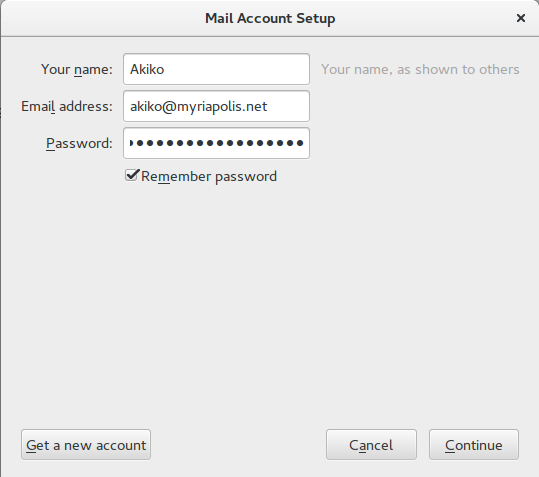 Mail Account Setup
Your name: Akiko Your name, as shown to others
Email address: akiko@myriapolis.net
Password: ●●●●●●●●●●●●●●●●●●
Remember password
Get a new account Cancel Continue